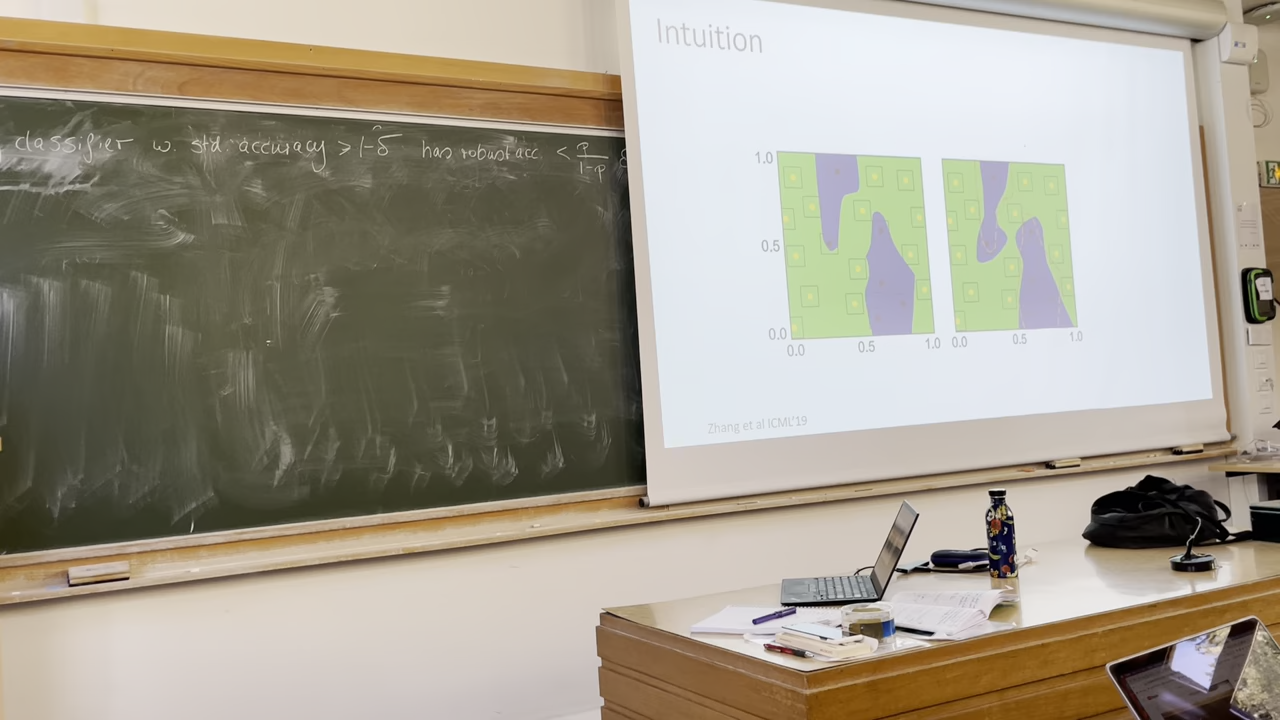 classifier w. std. accuracy > 1-δ has robust acc. < p/1-p
Intuition
1.0
0.5
0.0
0.0 0.5 1.0 0.0 0.5 1.0
Zhang et al ICML'19